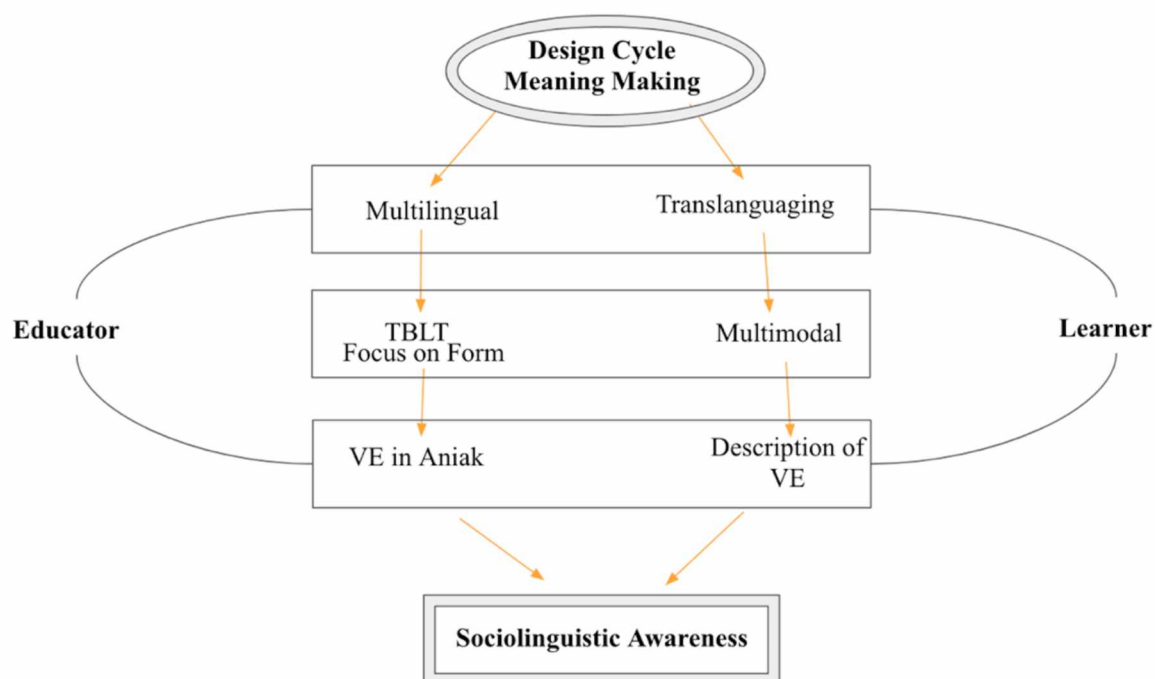 Design Cycle
Meaning Making
Multilingual
Translanguaging
Educator
TBLT
Focus on Form
Multimodal
Learner
VE in Aniak
Description of
VE
Sociolinguistic Awareness